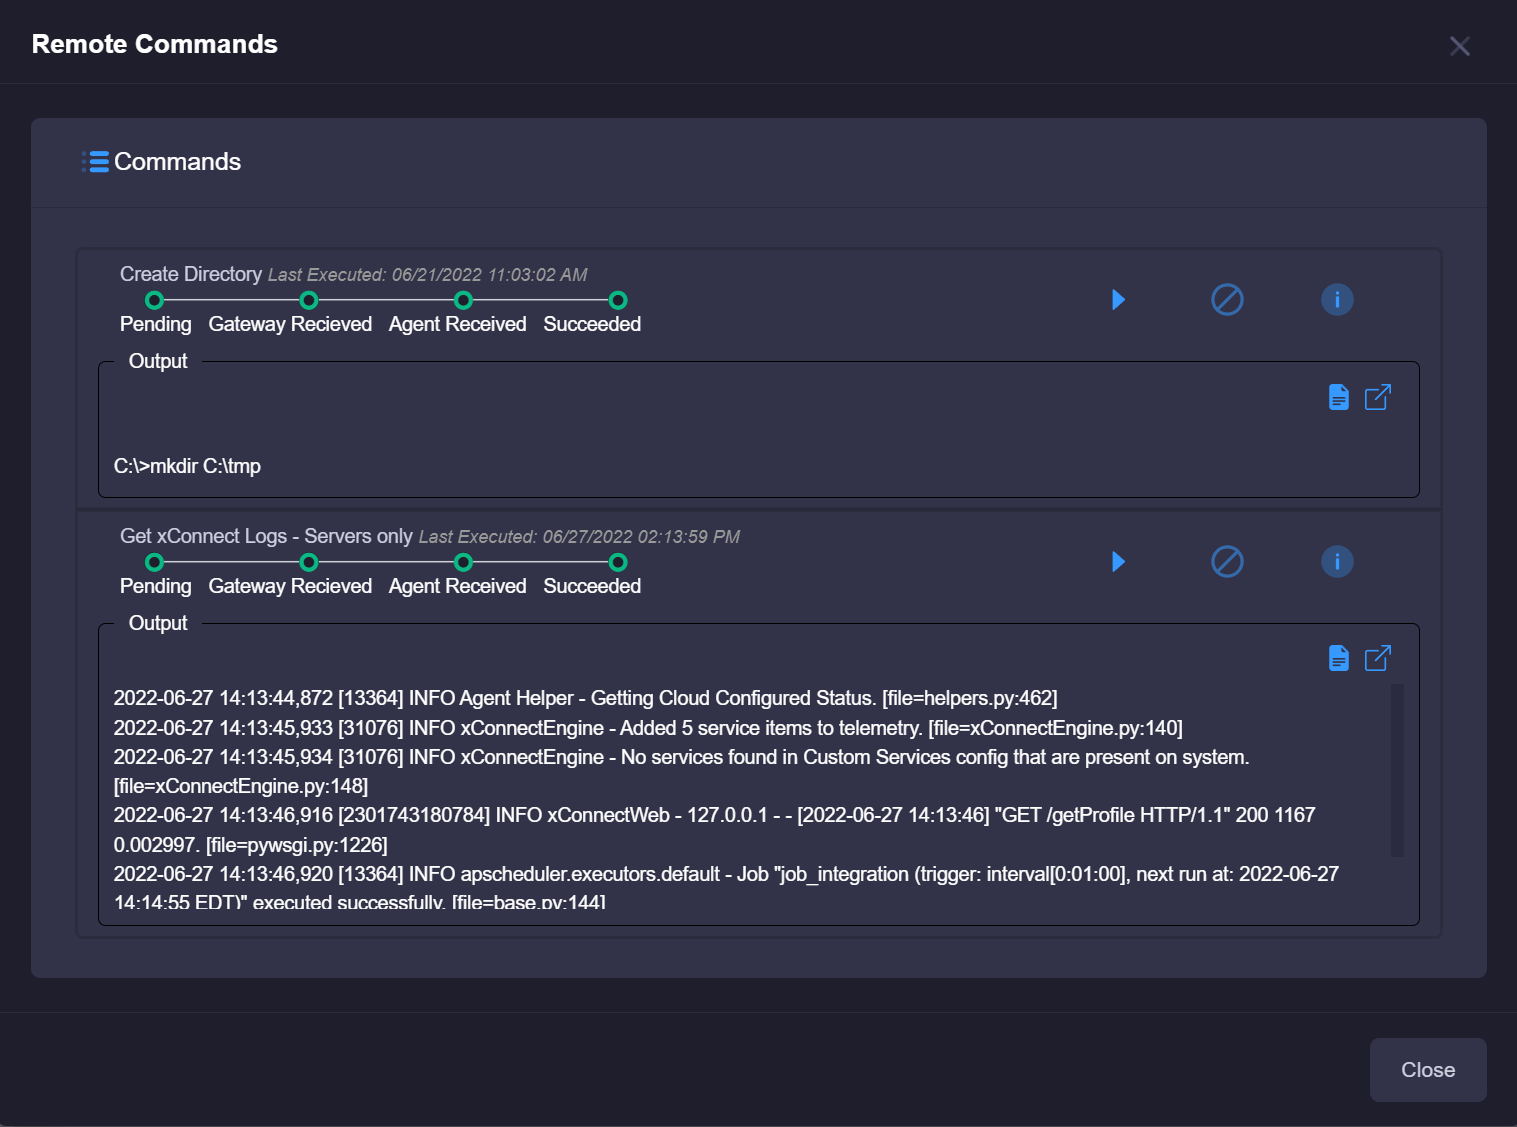 Remote Commands
Commands
Create Directory Last Executed: 06/21/2022 11:03:02 AM
Pending Gateway Recieved Agent Received Succeeded
Output
C:\>mkdir C:\tmp
Get xConnect Logs - Servers only Last Executed: 06/27/2022 02:13:59 PM
Pending Gateway Recieved Agent Received Succeeded
Output
2022-06-27 14:13:44,872 [13364] INFO Agent Helper - Getting Cloud Configured Status. [file=helpers.py:462]
2022-06-27 14:13:45,933 [31076] INFO xConnectEngine - Added 5 service items to telemetry. [file=xConnectEngine.py:140]
2022-06-27 14:13:45,934 [31076] INFO xConnectEngine - No services found in Custom Services config that are present on system.
[file=xConnectEngine.py:148]
2022-06-27 14:13:46,916 [2301743180784] INFO xConnectWeb - 127.0.0.1 - - [2022-06-27 14:13:46] "GET /getProfile HTTP/1.1" 200 1167
0.002997. [file=pywsgi.py:1226]
2022-06-27 14:13:46,920 [13364] INFO apscheduler.executors.default - Job "job_integration (trigger: interval[0:01:00], next run at: 2022-06-27
14:14:55 EDT)" executed successfully. [file=base.py:144]
Close